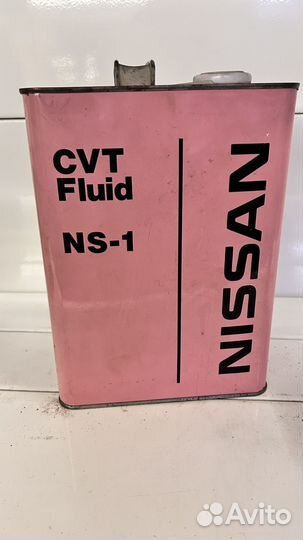 CVT
Fluid
NS-1
NISSAN
Avito